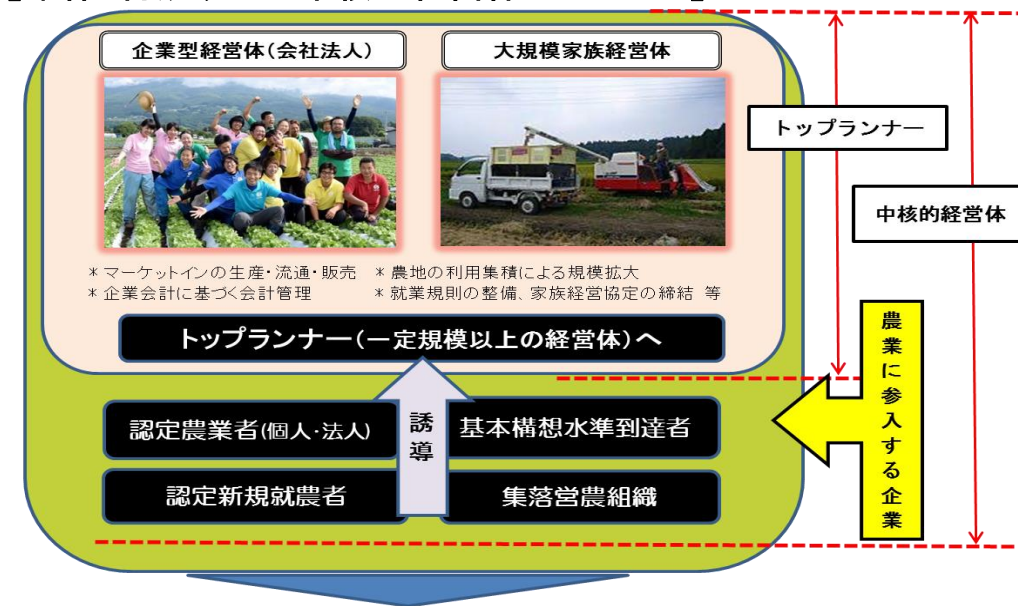 企業型経営体(会社法人)
大規模家族経営体
トップランナー
中核的経営体
＊マーケットインの生産・流通・販売
＊企業会計に基づく会計管理
＊農地の利用集積による規模拡大
＊就業規則の整備、家族経営協定の締結 等
トップランナー(一定規模以上の経営体)へ
誘導
認定農業者(個人・法人)
基本構想水準到達者
認定新規就農者
集落営農組織
農業に参入する企業